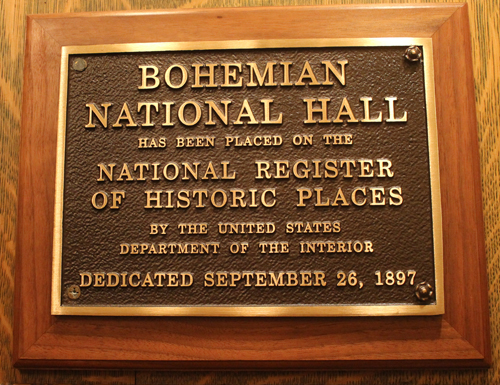 BOHEMIAN
NATIONAL HALL
HAS BEEN PLACED ON THE
NATIONAL REGISTER
OF HISTORIC PLACES
BY THE UNITED STATES
DEPARTMENT OF THE INTERIOR
DEDICATED SEPTEMBER 26, 1897